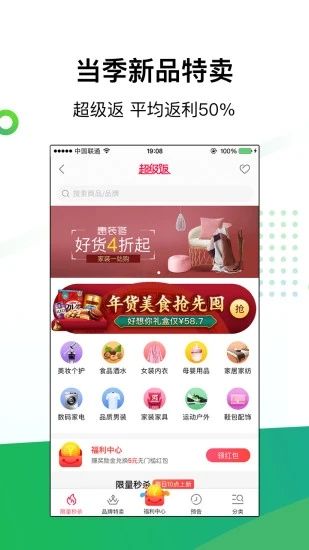 当季新品特卖
超级返 平均返利50%
中国联通 19:08 100%
超级返
搜索商品/品牌
惠装登
好货4折起
家装一站购
年货美食抢先囤
好想你礼盒仅¥58.7
抢
美妆个护 食品酒水 女装内衣 母婴用品 家居家纺
数码家电 品质男装 家装家具 运动户外 鞋包配饰
福利中心
赚奖励金兑换5元无门槛红包
领红包
限量秒杀 每日10点上新
限量秒杀 品牌特卖 福利中心 预告 分类